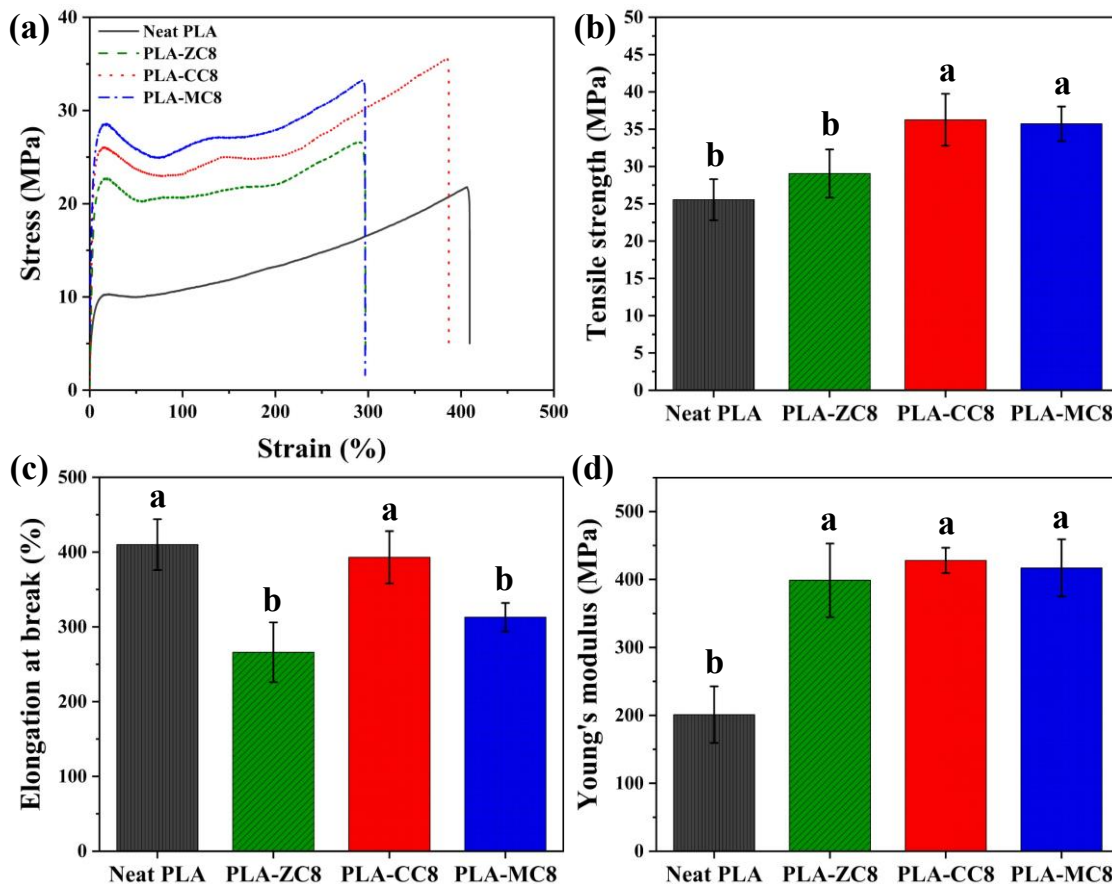 (a)
Neat PLA
PLA-ZC8
PLA-CC8
PLA-MC8
Stress (MPa)
40
30
20
10
0
0 100 200 300 400 500
Strain (%)
(b)
Tensile strength (MPa)
50
45
40
35
30
25
20
15
10
5
0
b b a a
Neat PLA PLA-ZC8 PLA-CC8 PLA-MC8
(c)
Elongation at break (%)
500
400
300
200
100
0
a b a b
Neat PLA PLA-ZC8 PLA-CC8 PLA-MC8
(d)
Young's modulus (MPa)
500
400
300
200
100
0
b a a a
Neat PLA PLA-ZC8 PLA-CC8 PLA-MC8